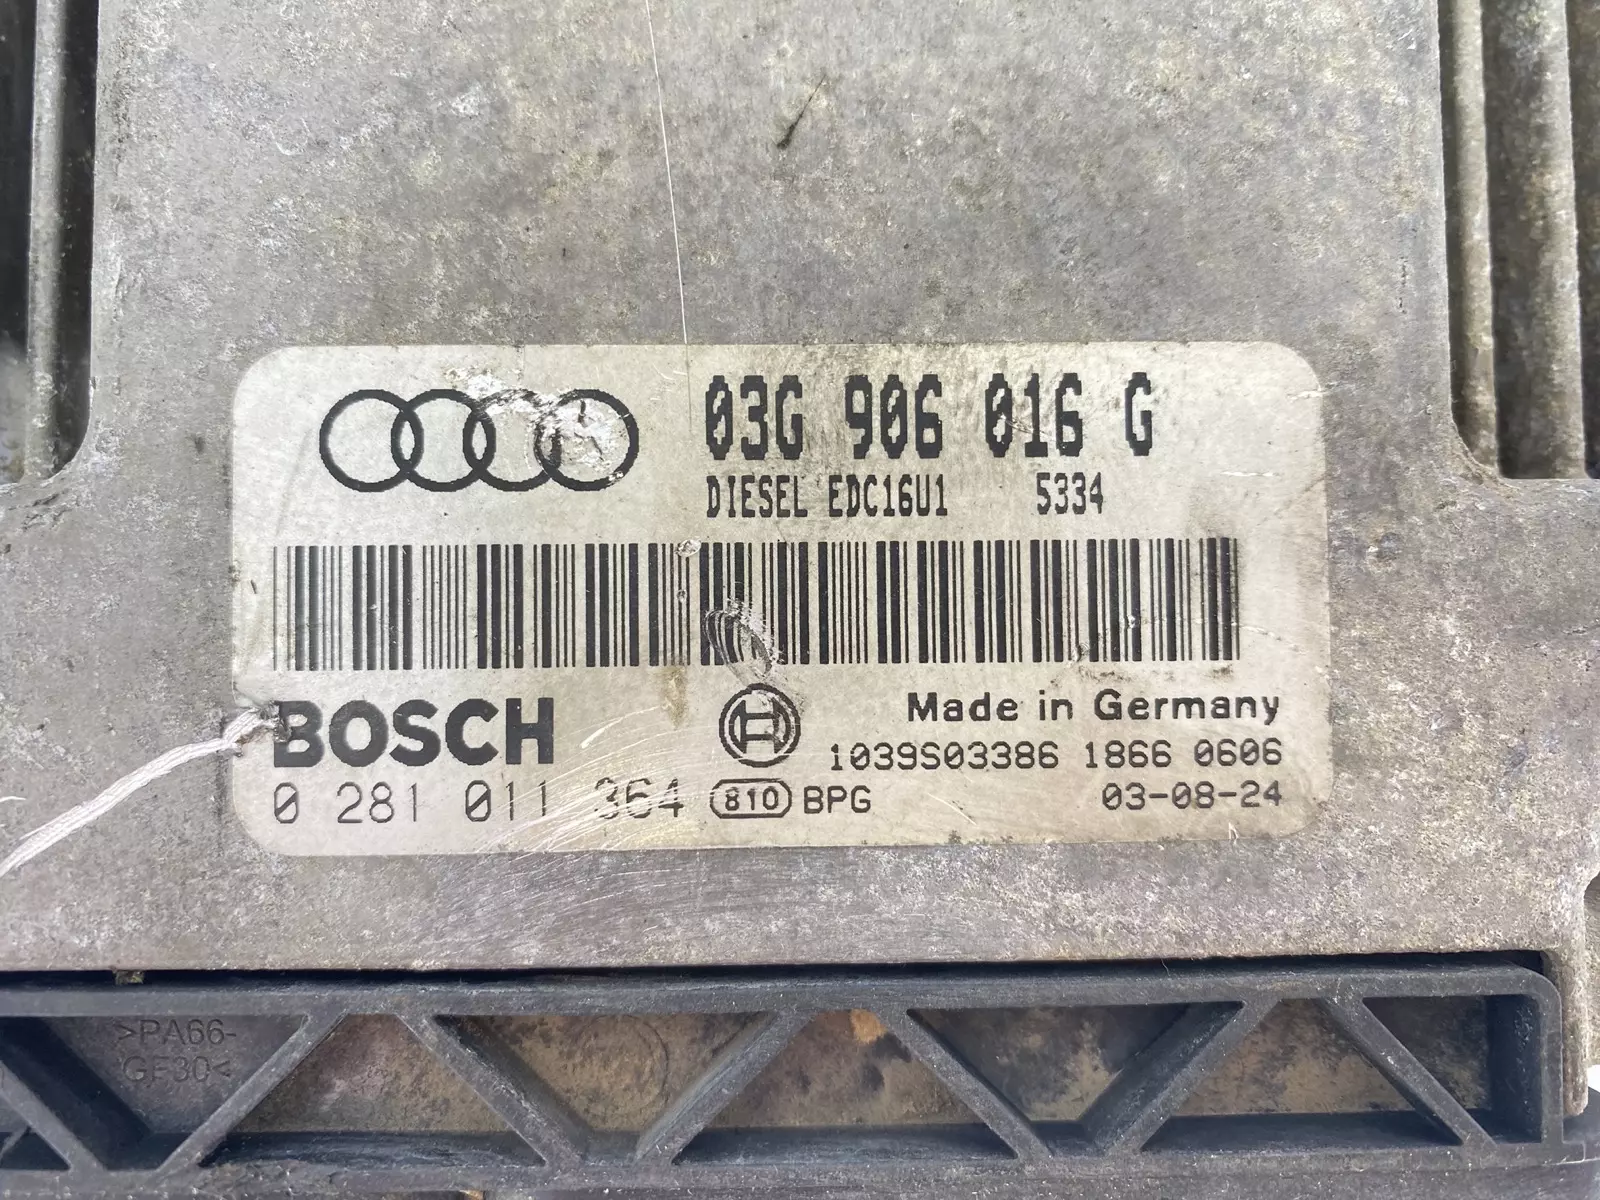 03G 906 016 G
DIESEL EDC16U1 5334
BOSCH
Made in Germany
1039S03386 1866 0606
0 281 011 364 810 BPG 03-08-24
>PA66-
GF30<